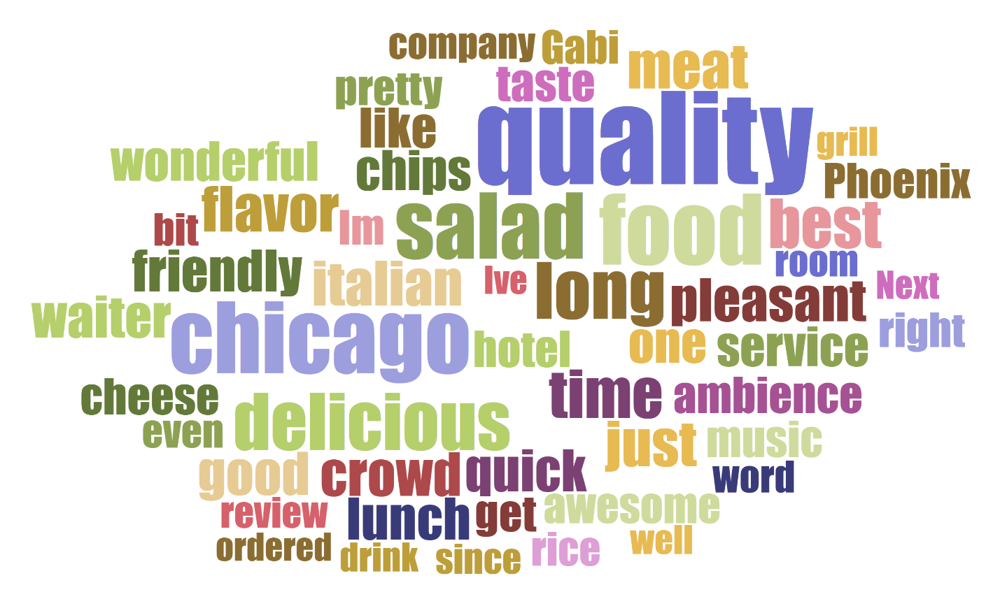 company Gabi
meat
pretty
taste
quality
like
grill
wonderful
chips
Phoenix
flavor
salad
food
best
bit
Im
friendly
italian
Ive
long
room
pleasant
Next
waiter
chicago
hotel
one
service
right
cheese
time
ambience
even
delicious
just
music
good
crowd
quick
word
review
lunch
get
awesome
ordered
drink
since
rice
well